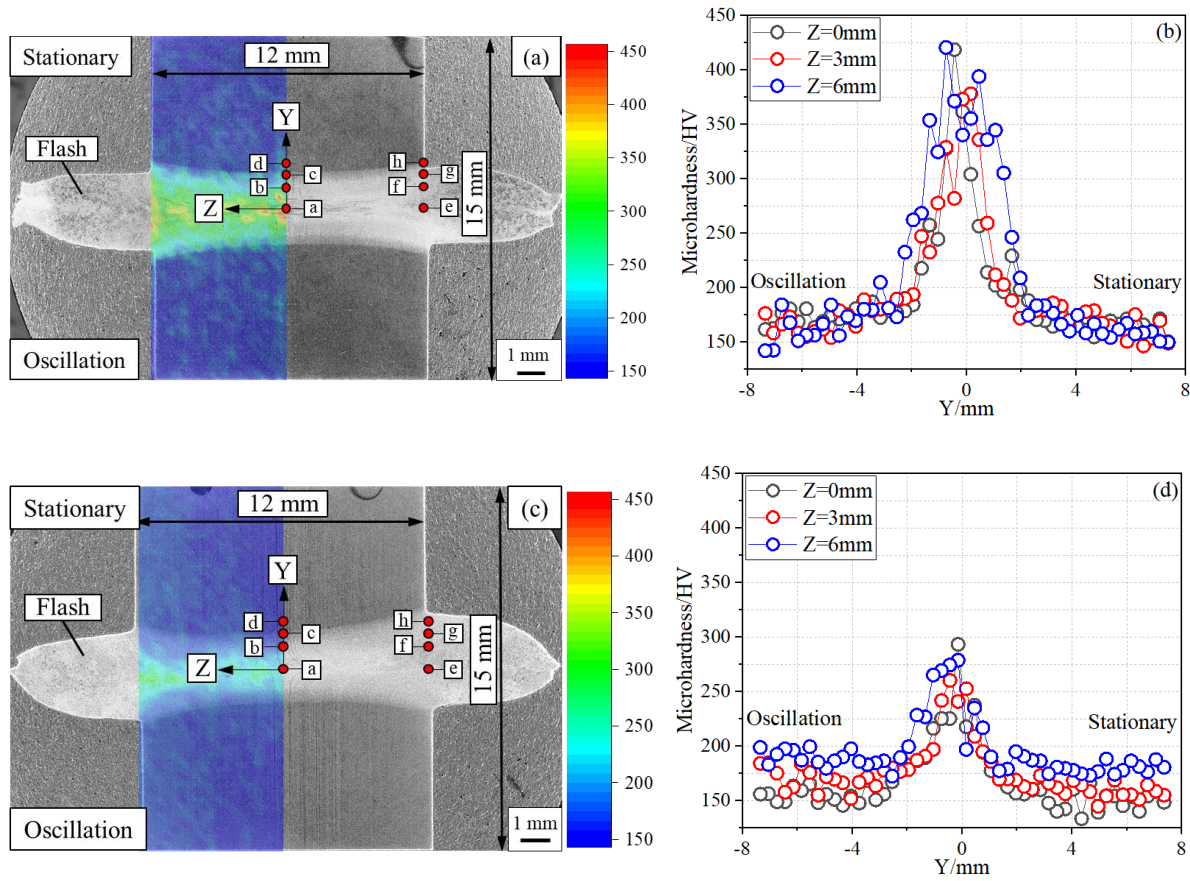 Stationary
12 mm
(a)
Y
Flash
d
c
b
Z
a
h
g
f
e
15 mm
Oscillation
1 mm
450
400
350
300
250
200
150
(b)
Z=0mm
Z=3mm
Z=6mm
Microhardness/HV
450
400
350
300
250
200
150
Oscillation
Stationary
-8
-4
0
4
8
Y/mm
Stationary
12 mm
(c)
Y
Flash
d
c
b
Z
a
h
g
f
e
15 mm
Oscillation
1 mm
450
400
350
300
250
200
150
(d)
Z=0mm
Z=3mm
Z=6mm
Microhardness/HV
450
400
350
300
250
200
150
Oscillation
Stationary
-8
-4
0
4
8
Y/mm